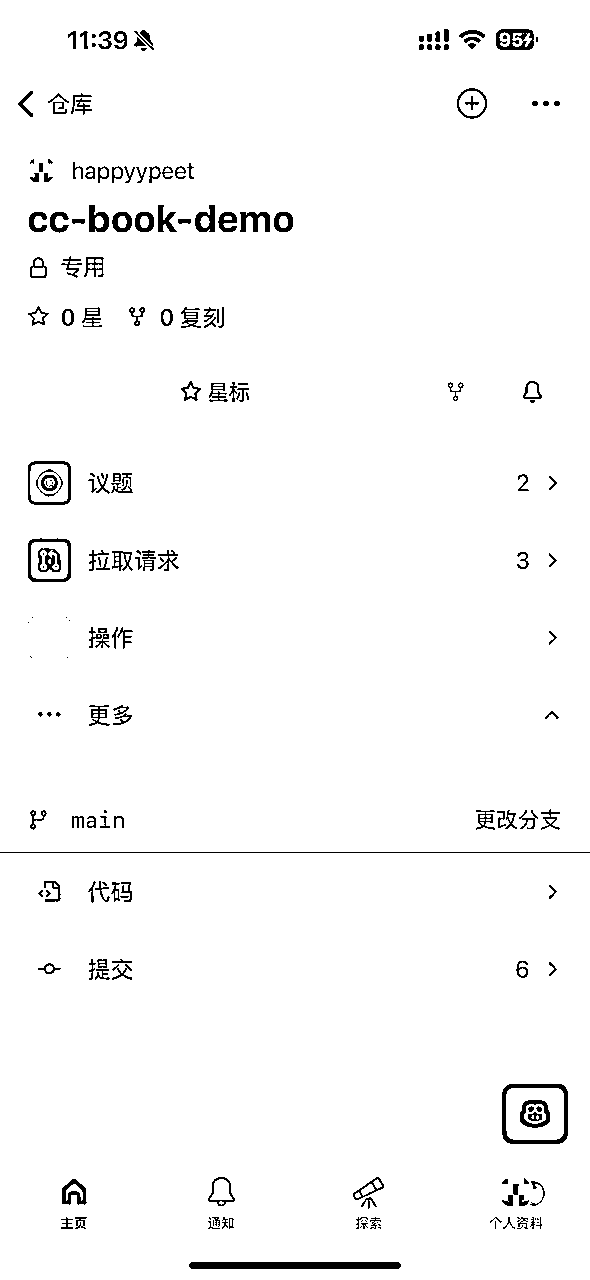 11:39
95
仓库
happyypeet
cc-book-demo
专用
0 星 0 复刻
星标
议题 2
拉取请求 3
操作
更多
main 更改分支
代码
提交 6
主页 通知 探索 个人资料